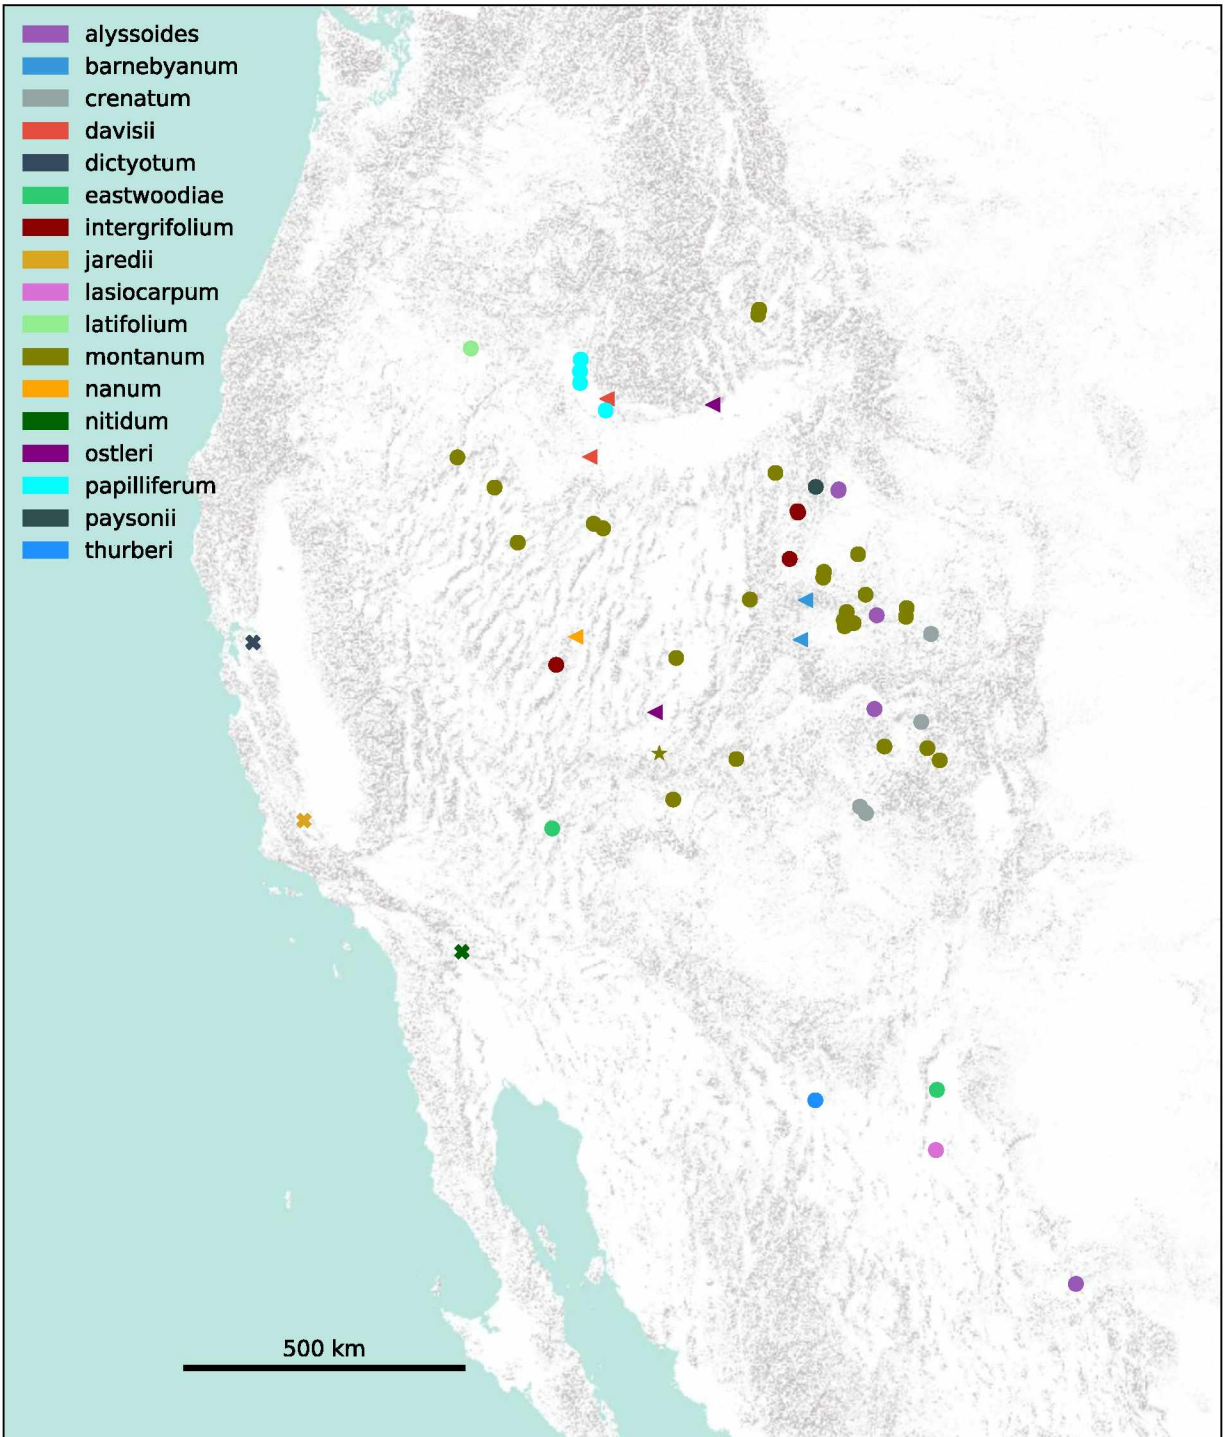 alyssoides
barnebyanum
crenatum
davisii
dictyotum
eastwoodiae
intergrifolium
jaredii
lasiocarpum
latifolium
montanum
nanum
nitidum
ostleri
papilliferum
paysonii
thurberi
500 km